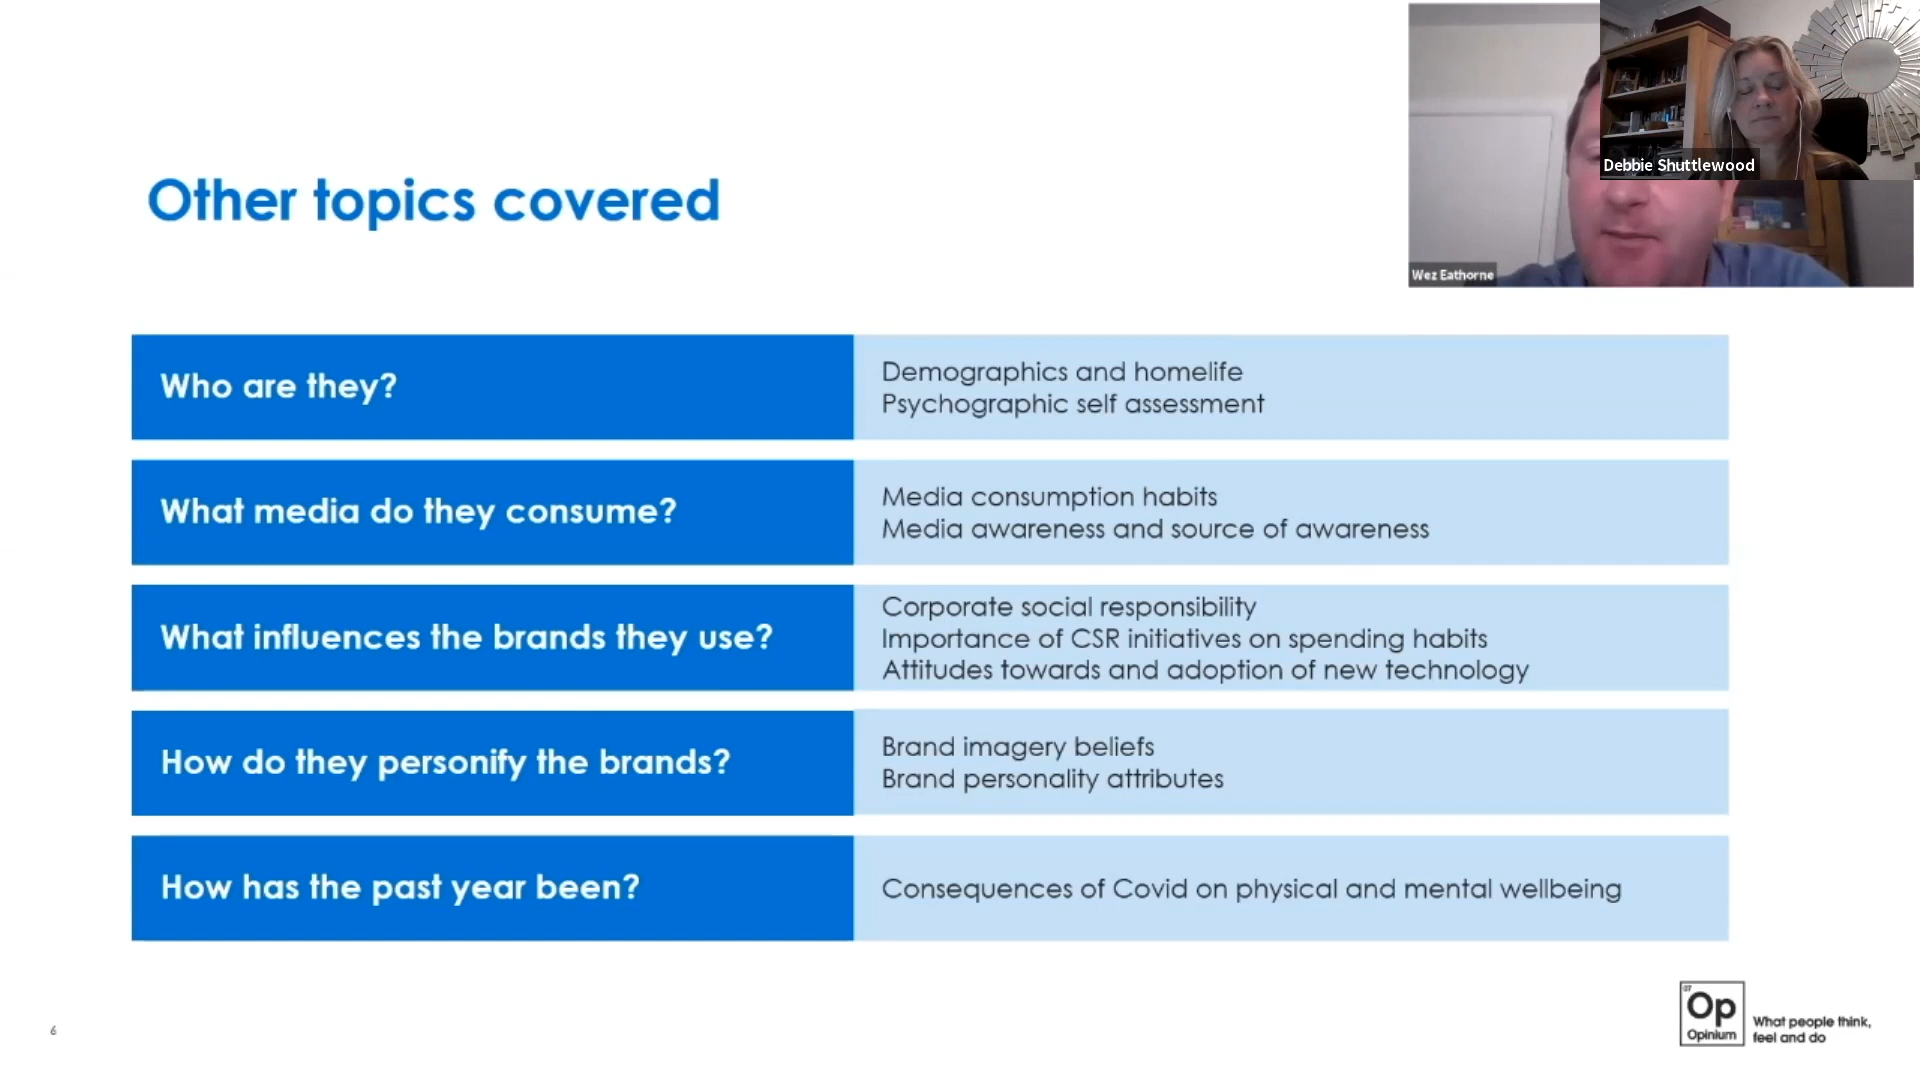 Debbie Shuttlewood
Wez Eathorne
Other topics covered
Who are they?
Demographics and homelife
Psychographic self assessment
What media do they consume?
Media consumption habits
Media awareness and source of awareness
What influences the brands they use?
Corporate social responsibility
Importance of CSR initiatives on spending habits
Attitudes towards and adoption of new technology
How do they personify the brands?
Brand imagery beliefs
Brand personality attributes
How has the past year been?
Consequences of Covid on physical and mental wellbeing
6
Op
Opinium
What people think,
feel and do